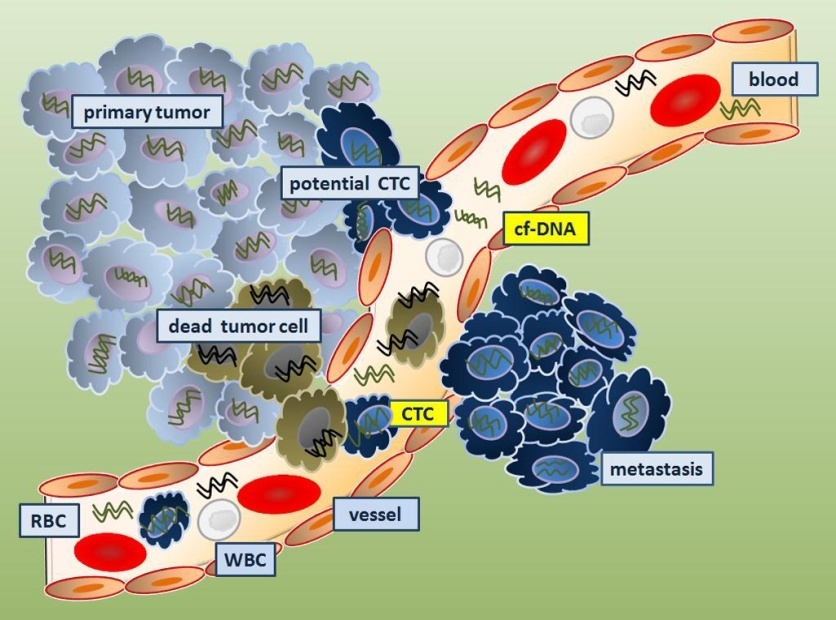 blood
primary tumor
potential CTC
cf-DNA
dead tumor cell
CTC
metastasis
vessel
RBC
WBC